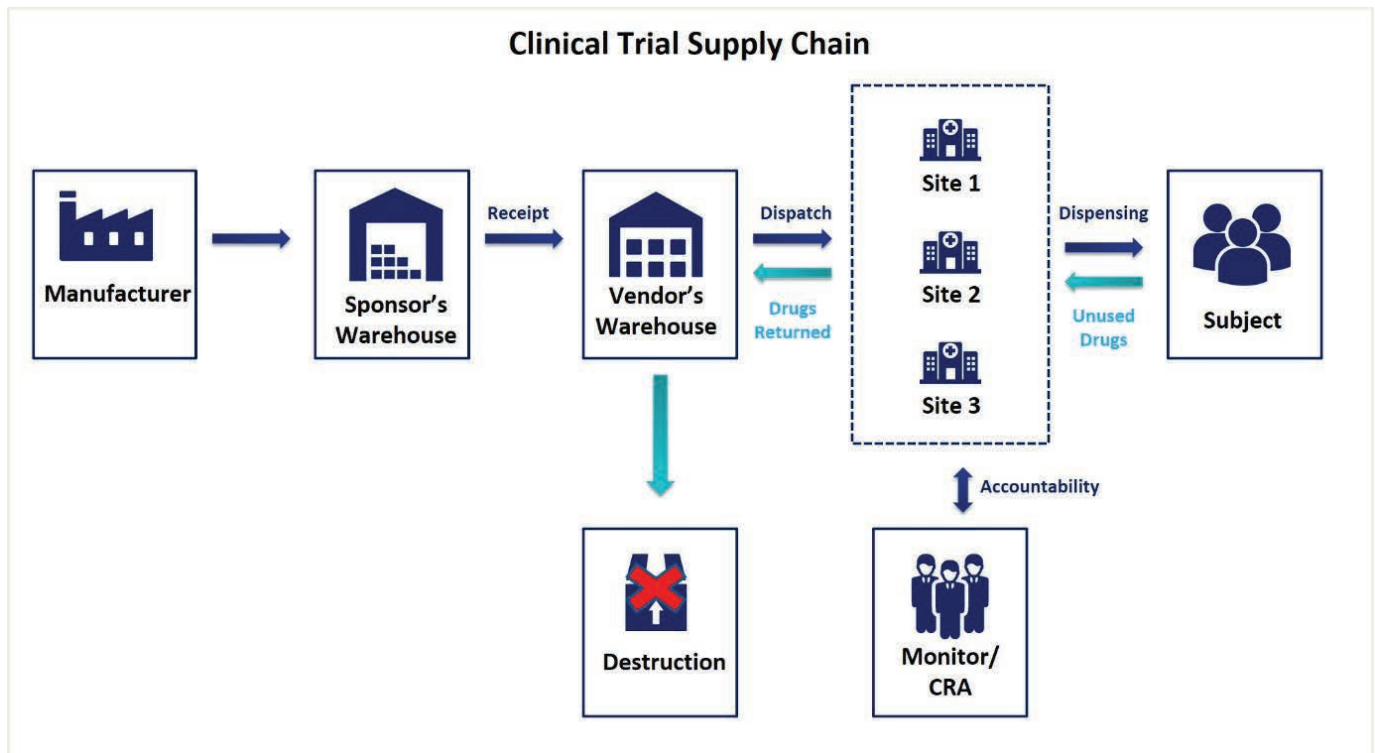 Clinical Trial Supply Chain
Manufacturer
Sponsor's
Warehouse
Receipt
Vendor's
Warehouse
Dispatch
Drugs
Returned
Site 1
Site 2
Site 3
Dispensing
Unused
Drugs
Subject
Accountability
Destruction
Monitor/
CRA